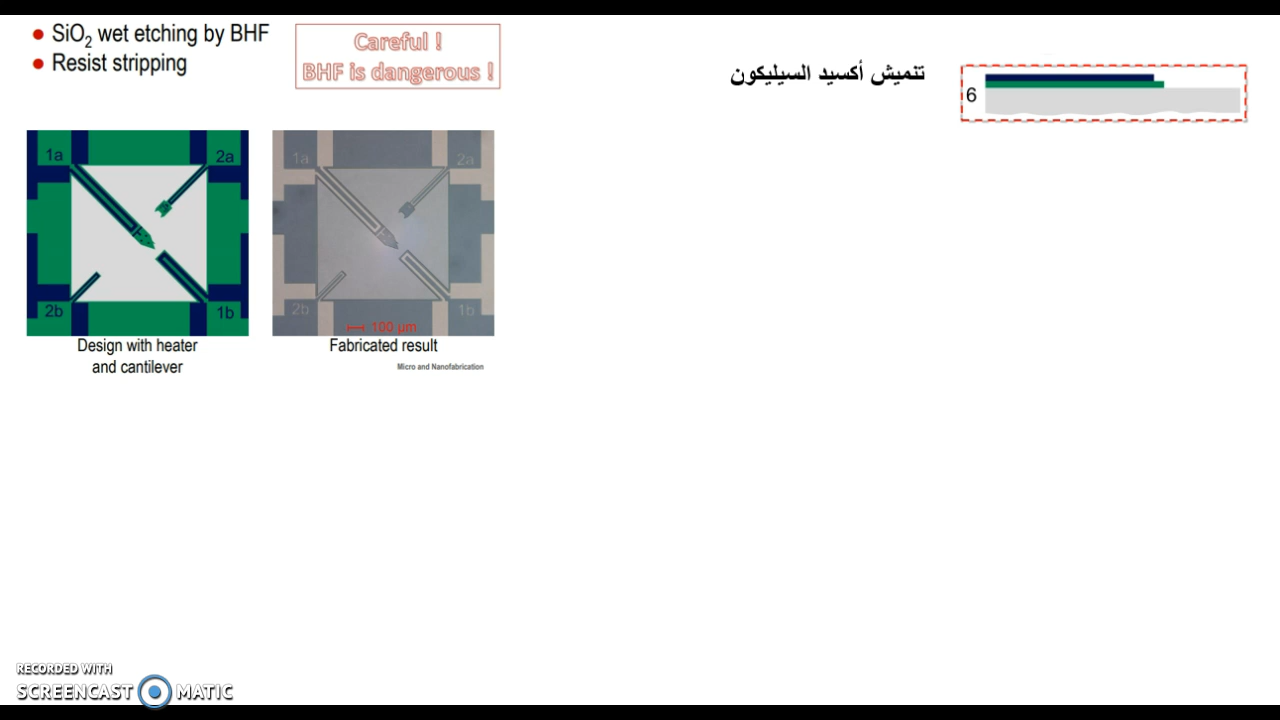 ● SiO2 wet etching by BHF
● Resist stripping
Careful !
BHF is dangerous !
تنميش أكسيد السيليكون
6
1a
2a
2b
1b
1a
2a
2b
1b
100 µm
Design with heater
and cantilever
Fabricated result
Micro and Nanofabrication
RECORDED WITH
SCREENCAST MATIC